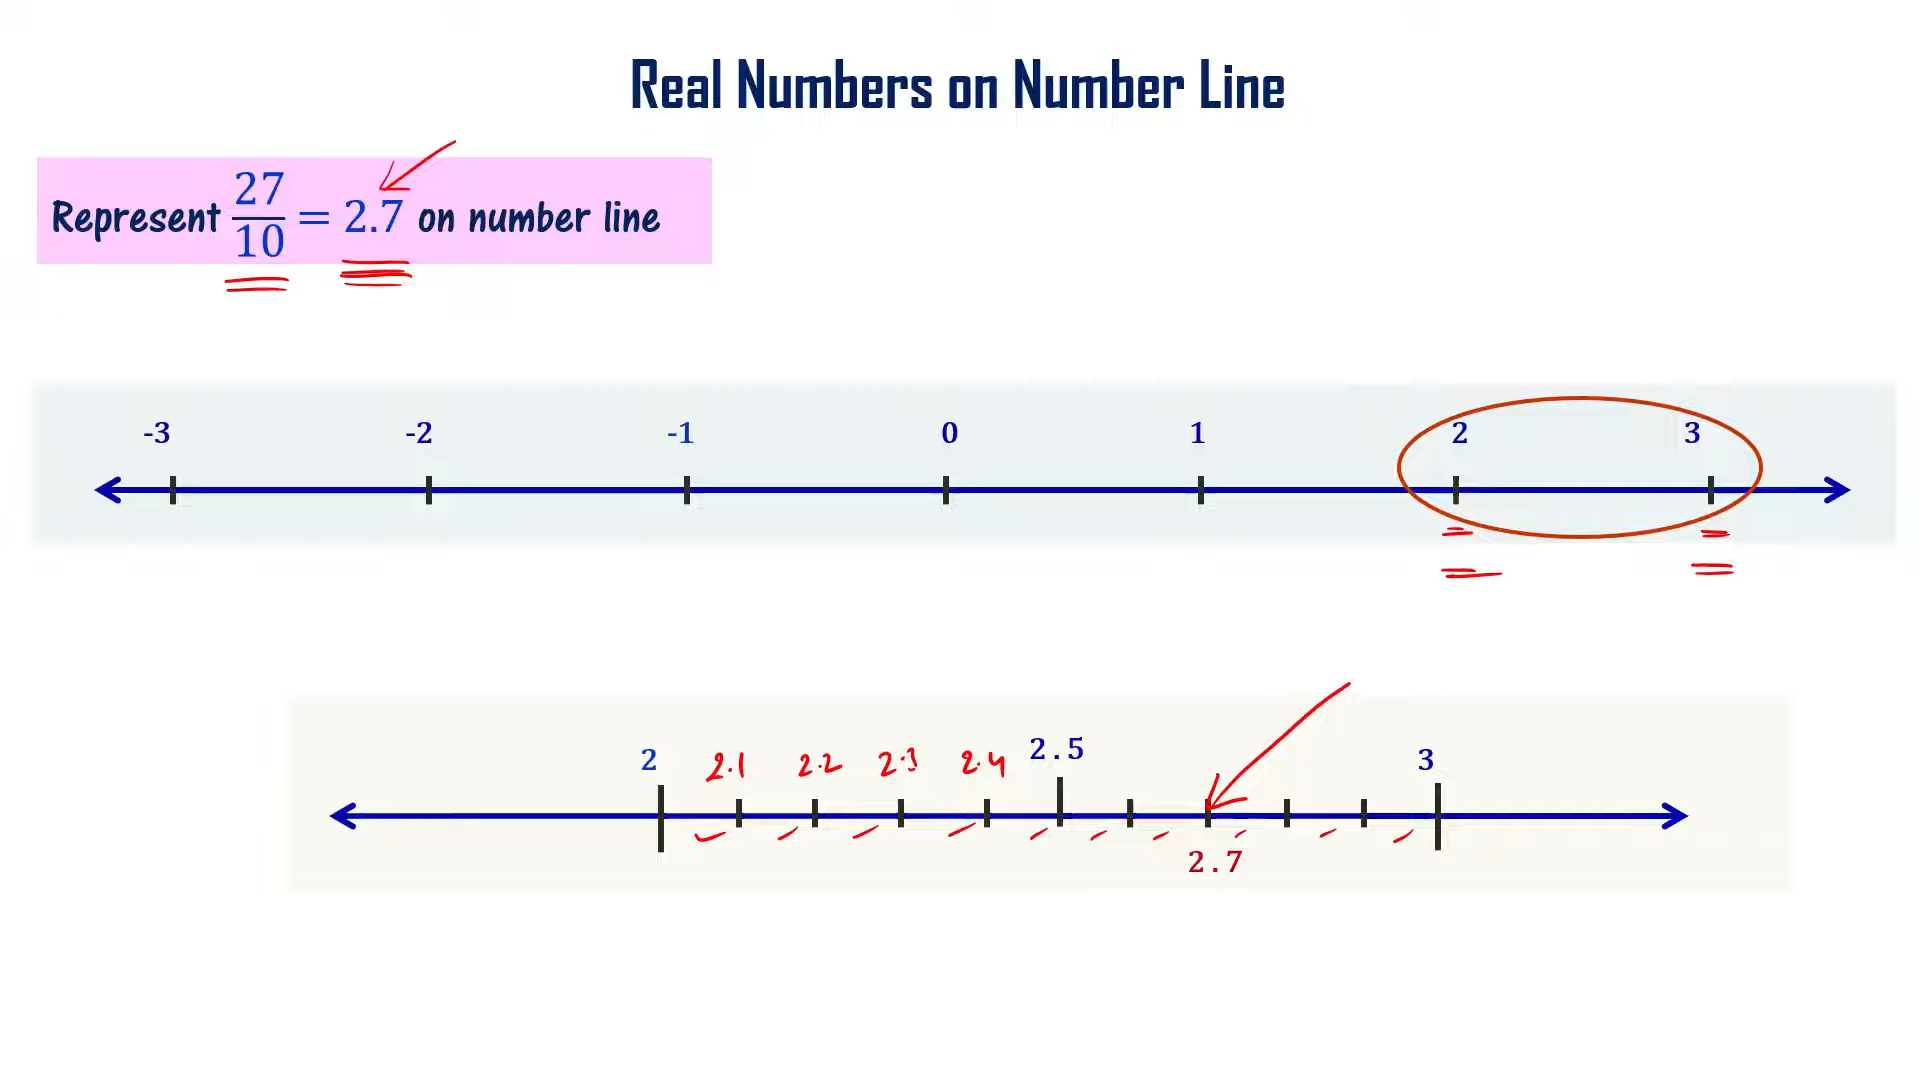 Real Numbers on Number Line
Represent 27/10 = 2.7 on number line
-3 -2 -1 0 1 2 3
2 2.1 2.2 2.3 2.4 2.5 3
2.7